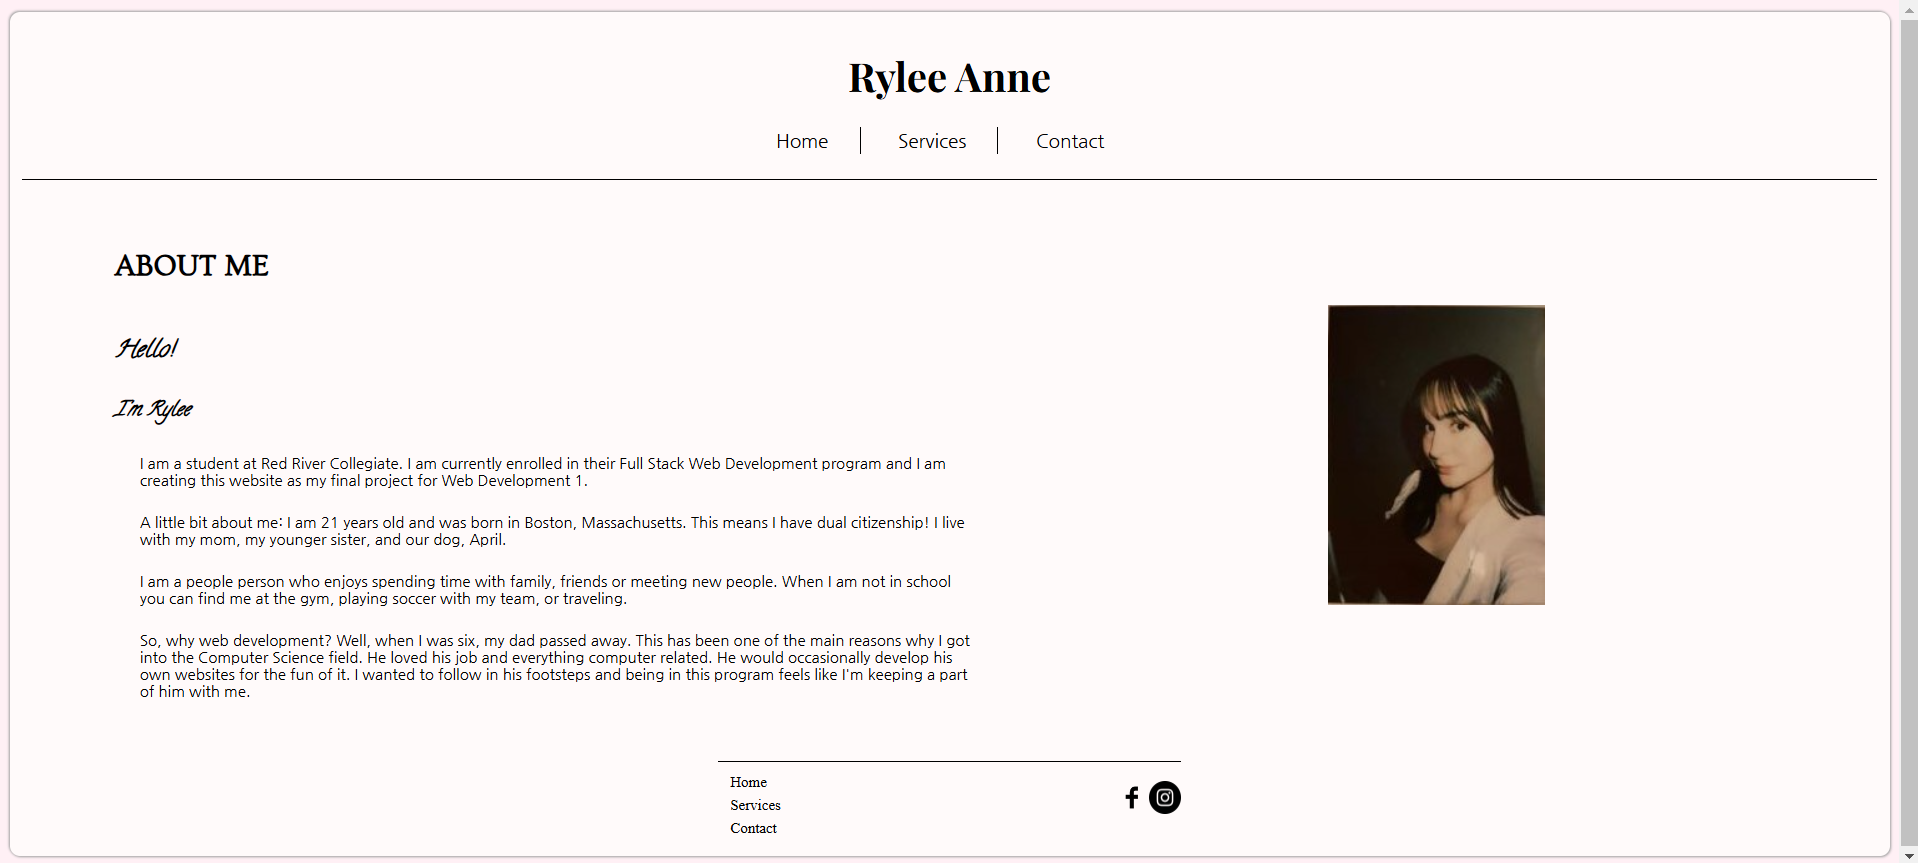 Rylee Anne
Home
Services
Contact
ABOUT ME
Hello!
I'm Rylee
I am a student at Red River Collegiate. I am currently enrolled in their Full Stack Web Development program and I am
creating this website as my final project for Web Development 1.
A little bit about me: I am 21 years old and was born in Boston, Massachusetts. This means I have dual citizenship! I live
with my mom, my younger sister, and our dog, April.
I am a people person who enjoys spending time with family, friends or meeting new people. When I am not in school
you can find me at the gym, playing soccer with my team, or traveling.
So, why web development? Well, when I was six, my dad passed away. This has been one of the main reasons why I got
into the Computer Science field. He loved his job and everything computer related. He would occasionally develop his
own websites for the fun of it. I wanted to follow in his footsteps and being in this program feels like I'm keeping a part
of him with me.
Home
Services
Contact